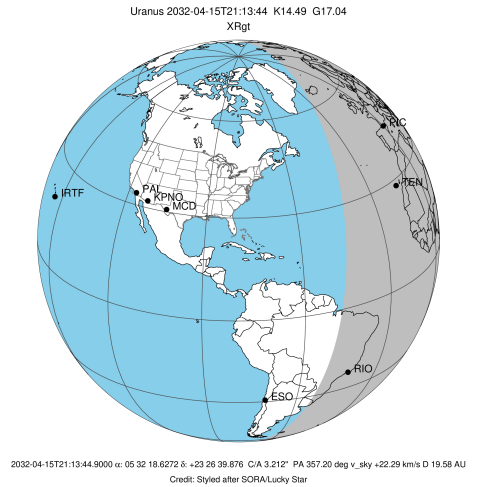 Uranus 2032-04-15T21:13:44 K14.49 G17.04
XRgt
PIC
TEN
IRTF
PAL
KPNO
MCD
RIO
ESO
2032-04-15T21:13:44.9000 α: 05 32 18.6272 δ: +23 26 39.876 C/A 3.212" PA 357.20 deg v_sky +22.29 km/s D 19.58 AU
Credit: Styled after SORA/Lucky Star